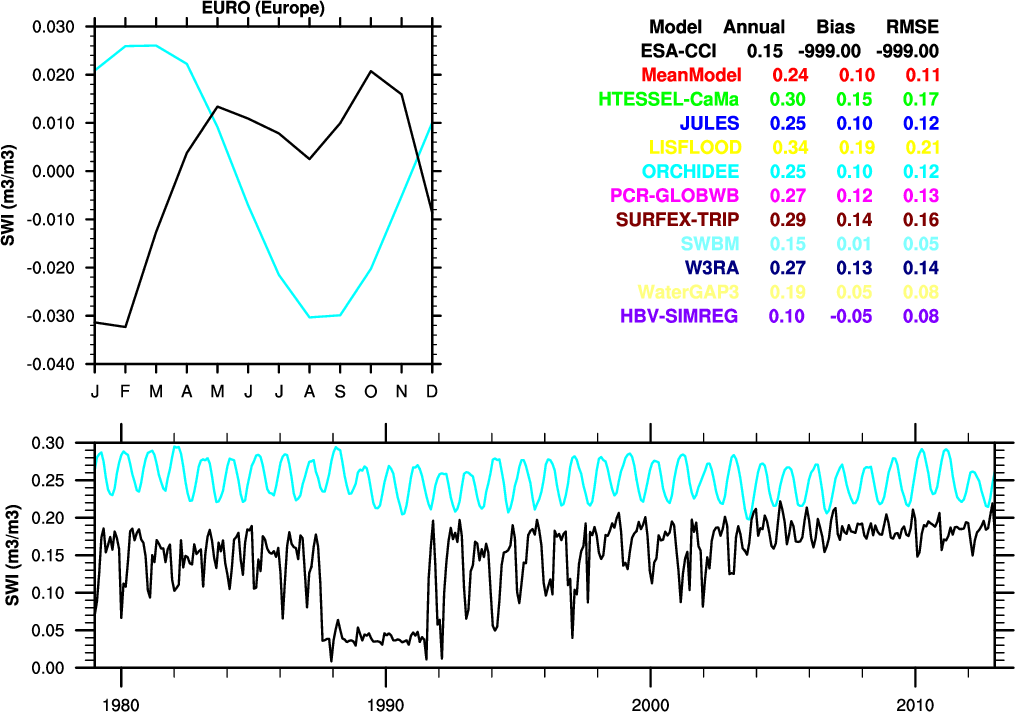 EURO (Europe)
0.030
0.020
0.010
0.000
-0.010
-0.020
-0.030
-0.040
SWI (m3/m3)
J F M A M J J A S O N D
Model Annual Bias RMSE
ESA-CCI 0.15 -999.00 -999.00
MeanModel 0.24 0.10 0.11
HTESSEL-CaMa 0.30 0.15 0.17
JULES 0.25 0.10 0.12
LISFLOOD 0.34 0.19 0.21
ORCHIDEE 0.25 0.10 0.12
PCR-GLOBWB 0.27 0.12 0.13
SURFEX-TRIP 0.29 0.14 0.16
SWBM 0.15 0.01 0.05
W3RA 0.27 0.13 0.14
WaterGAP3 0.19 0.05 0.08
HBV-SIMREG 0.10 -0.05 0.08
0.30
0.25
0.20
0.15
0.10
0.05
0.00
SWI (m3/m3)
1980 1990 2000 2010